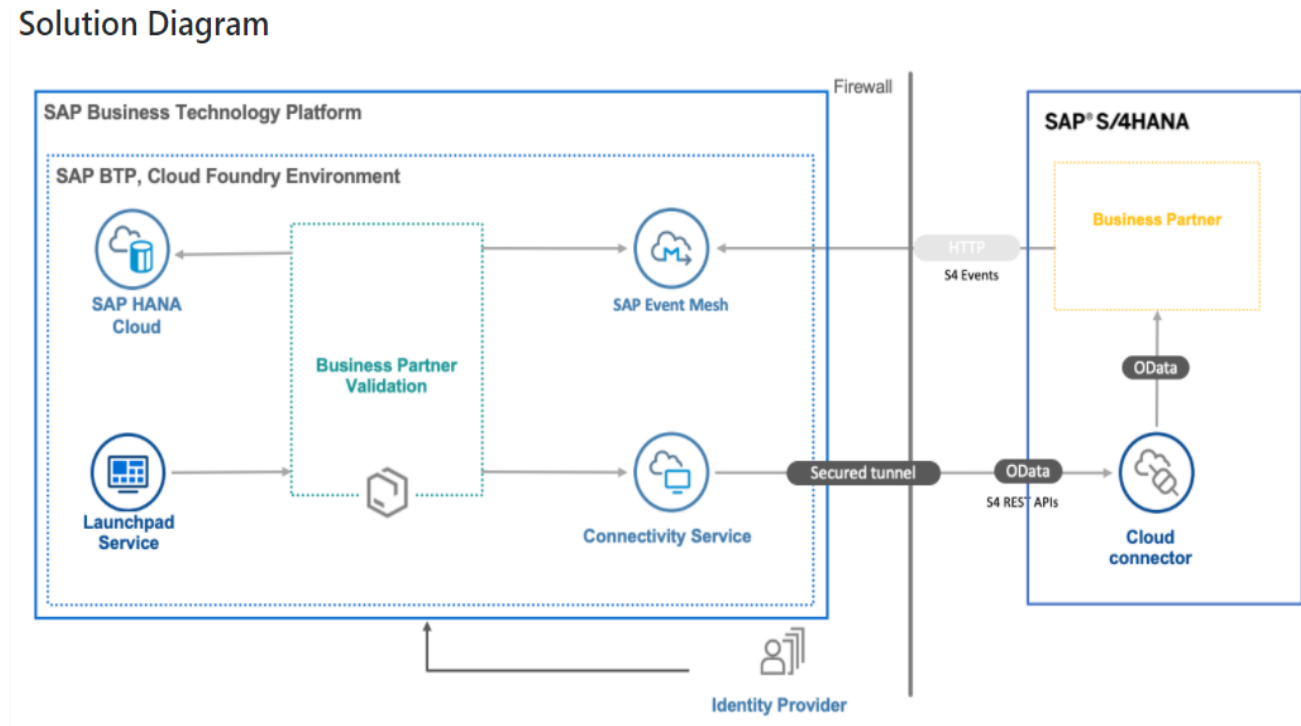 Solution Diagram
Firewall
SAP Business Technology Platform
SAP® S/4HANA
SAP BTP, Cloud Foundry Environment
Business Partner
HTTP
S4 Events
SAP HANA
Cloud
SAP Event Mesh
Business Partner
Validation
OData
Secured tunnel
OData
S4 REST APIs
Launchpad
Service
Connectivity Service
Cloud
connector
Identity Provider